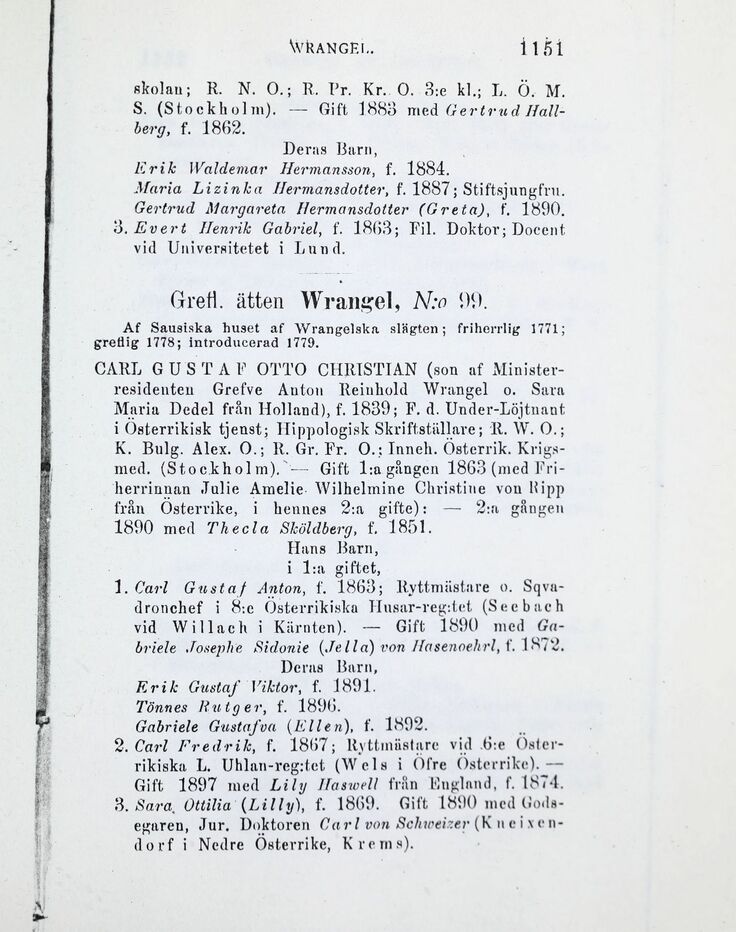 WRANGEL. 1151
skolan; R. N. O.; R. Pr. Kr. O. 3:e kl.; L. Ö. M.
S. (Stockholm). — Gift 1883 med Gertrud Hall-
berg, f. 1862.
Deras Barn,
Erik Waldemar Hermansson, f. 1884.
Maria Lizinka Hermansdotter, f. 1887; Stiftsjungfru.
Gertrud Margareta Hermansdotter (Greta), f. 1890.
3. Evert Henrik Gabriel, f. 1863; Fil. Doktor; Docent
vid Universitetet i Lund.
Grefl. ätten Wrangel, N:o 99.
Af Sausiska huset af Wrangelska slägten; friherrlig 1771;
greflig 1778; introducerad 1779.
CARL GUSTAF OTTO CHRISTIAN (son af Minister-
residenten Grefve Anton Reinhold Wrangel o. Sara
Maria Dedel från Holland), f. 1839; F. d. Under-Löjtnant
i Österrikisk tjenst; Hippologisk Skriftställare; R. W. O.;
K. Bulg. Alex. O.; R. Gr. Fr. O.; Inneh. Österrik. Krigs-
med. (Stockholm). — Gift 1:a gången 1863 (med Fri-
herrinnan Julie Amelie Wilhelmine Christine von Ripp
från Österrike, i hennes 2:a gifte): — 2:a gången
1890 med Thecla Sköldberg, f. 1851.
Hans Barn,
i 1:a giftet,
1. Carl Gustaf Anton, f. 1863; Ryttmästare o. Sqva-
dronchef i 8:e Österrikiska Husar-reg:tet (Seebach
vid Willach i Kärnten). — Gift 1890 med Ga-
briele Josephe Sidonie (Jella) von Hasenoehrl, f. 1872.
Deras Barn,
Erik Gustaf Viktor, f. 1891.
Tönnes Rutger, f. 1896.
Gabriele Gustafva (Ellen), f. 1892.
2. Carl Fredrik, f. 1867; Ryttmästare vid 6:e Öster-
rikiska L. Uhlan-reg:tet (Wels i Öfre Österrike). —
Gift 1897 med Lily Haswell från England, f. 1874.
3. Sara Ottilia (Lilly), f. 1869. Gift 1890 med Gods-
egaren, Jur. Doktoren Carl von Schweizer (Kneixen-
dorf i Nedre Österrike, Krems).